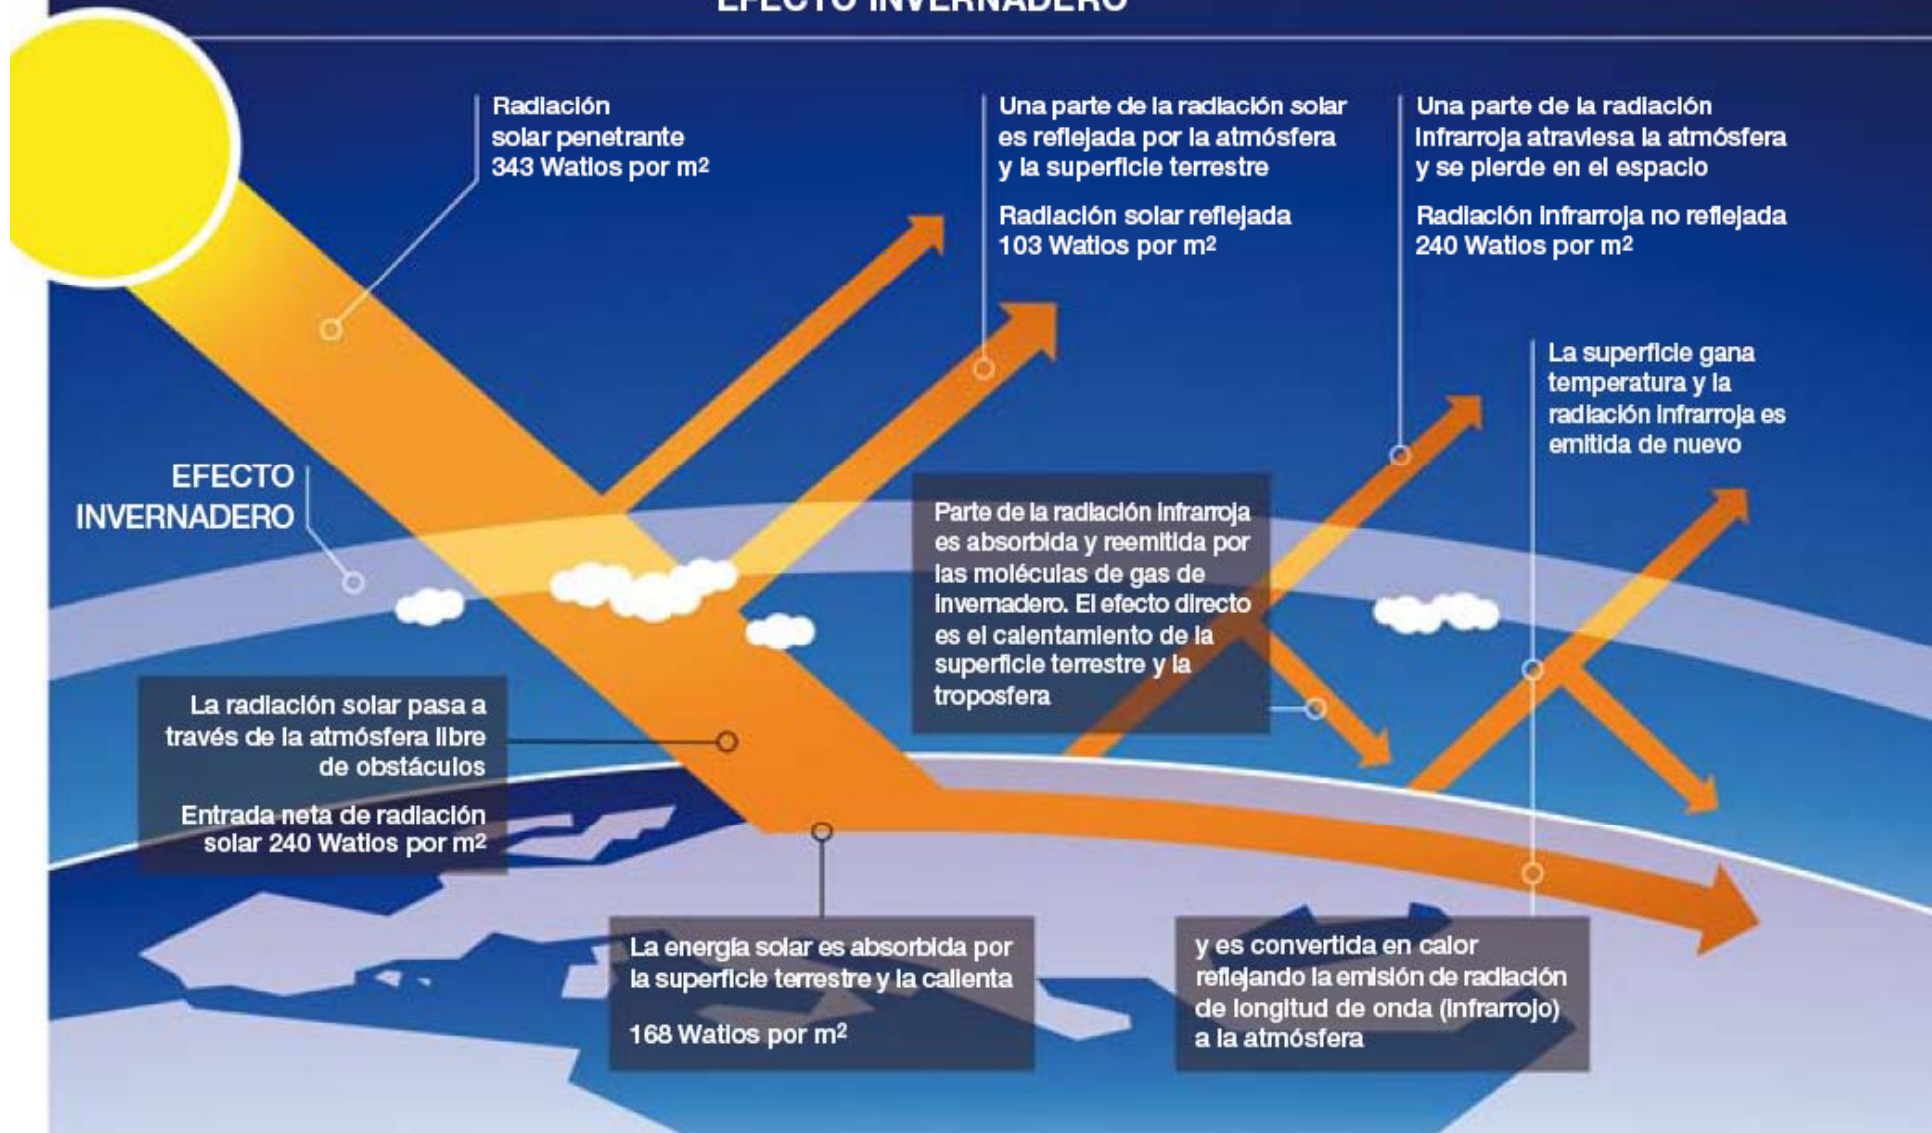 EFECTO INVERNADERO
Radiación
solar penetrante
343 Watios por m²
Una parte de la radiación solar
es reflejada por la atmósfera
y la superficie terrestre
Radiación solar reflejada
103 Watios por m²
Una parte de la radiación
infrarroja atraviesa la atmósfera
y se pierde en el espacio
Radiación infrarroja no reflejada
240 Watios por m²
La superficie gana
temperatura y la
radiación infrarroja es
emitida de nuevo
EFECTO
INVERNADERO
Parte de la radiación infrarroja
es absorbida y reemitida por
las moléculas de gas de
invernadero. El efecto directo
es el calentamiento de la
superficie terrestre y la
troposfera
La radiación solar pasa a
través de la atmósfera libre
de obstáculos
Entrada neta de radiación
solar 240 Watios por m²
La energía solar es absorbida por
la superficie terrestre y la calienta
168 Watios por m²
y es convertida en calor
reflejando la emisión de radiación
de longitud de onda (infrarrojo)
a la atmósfera